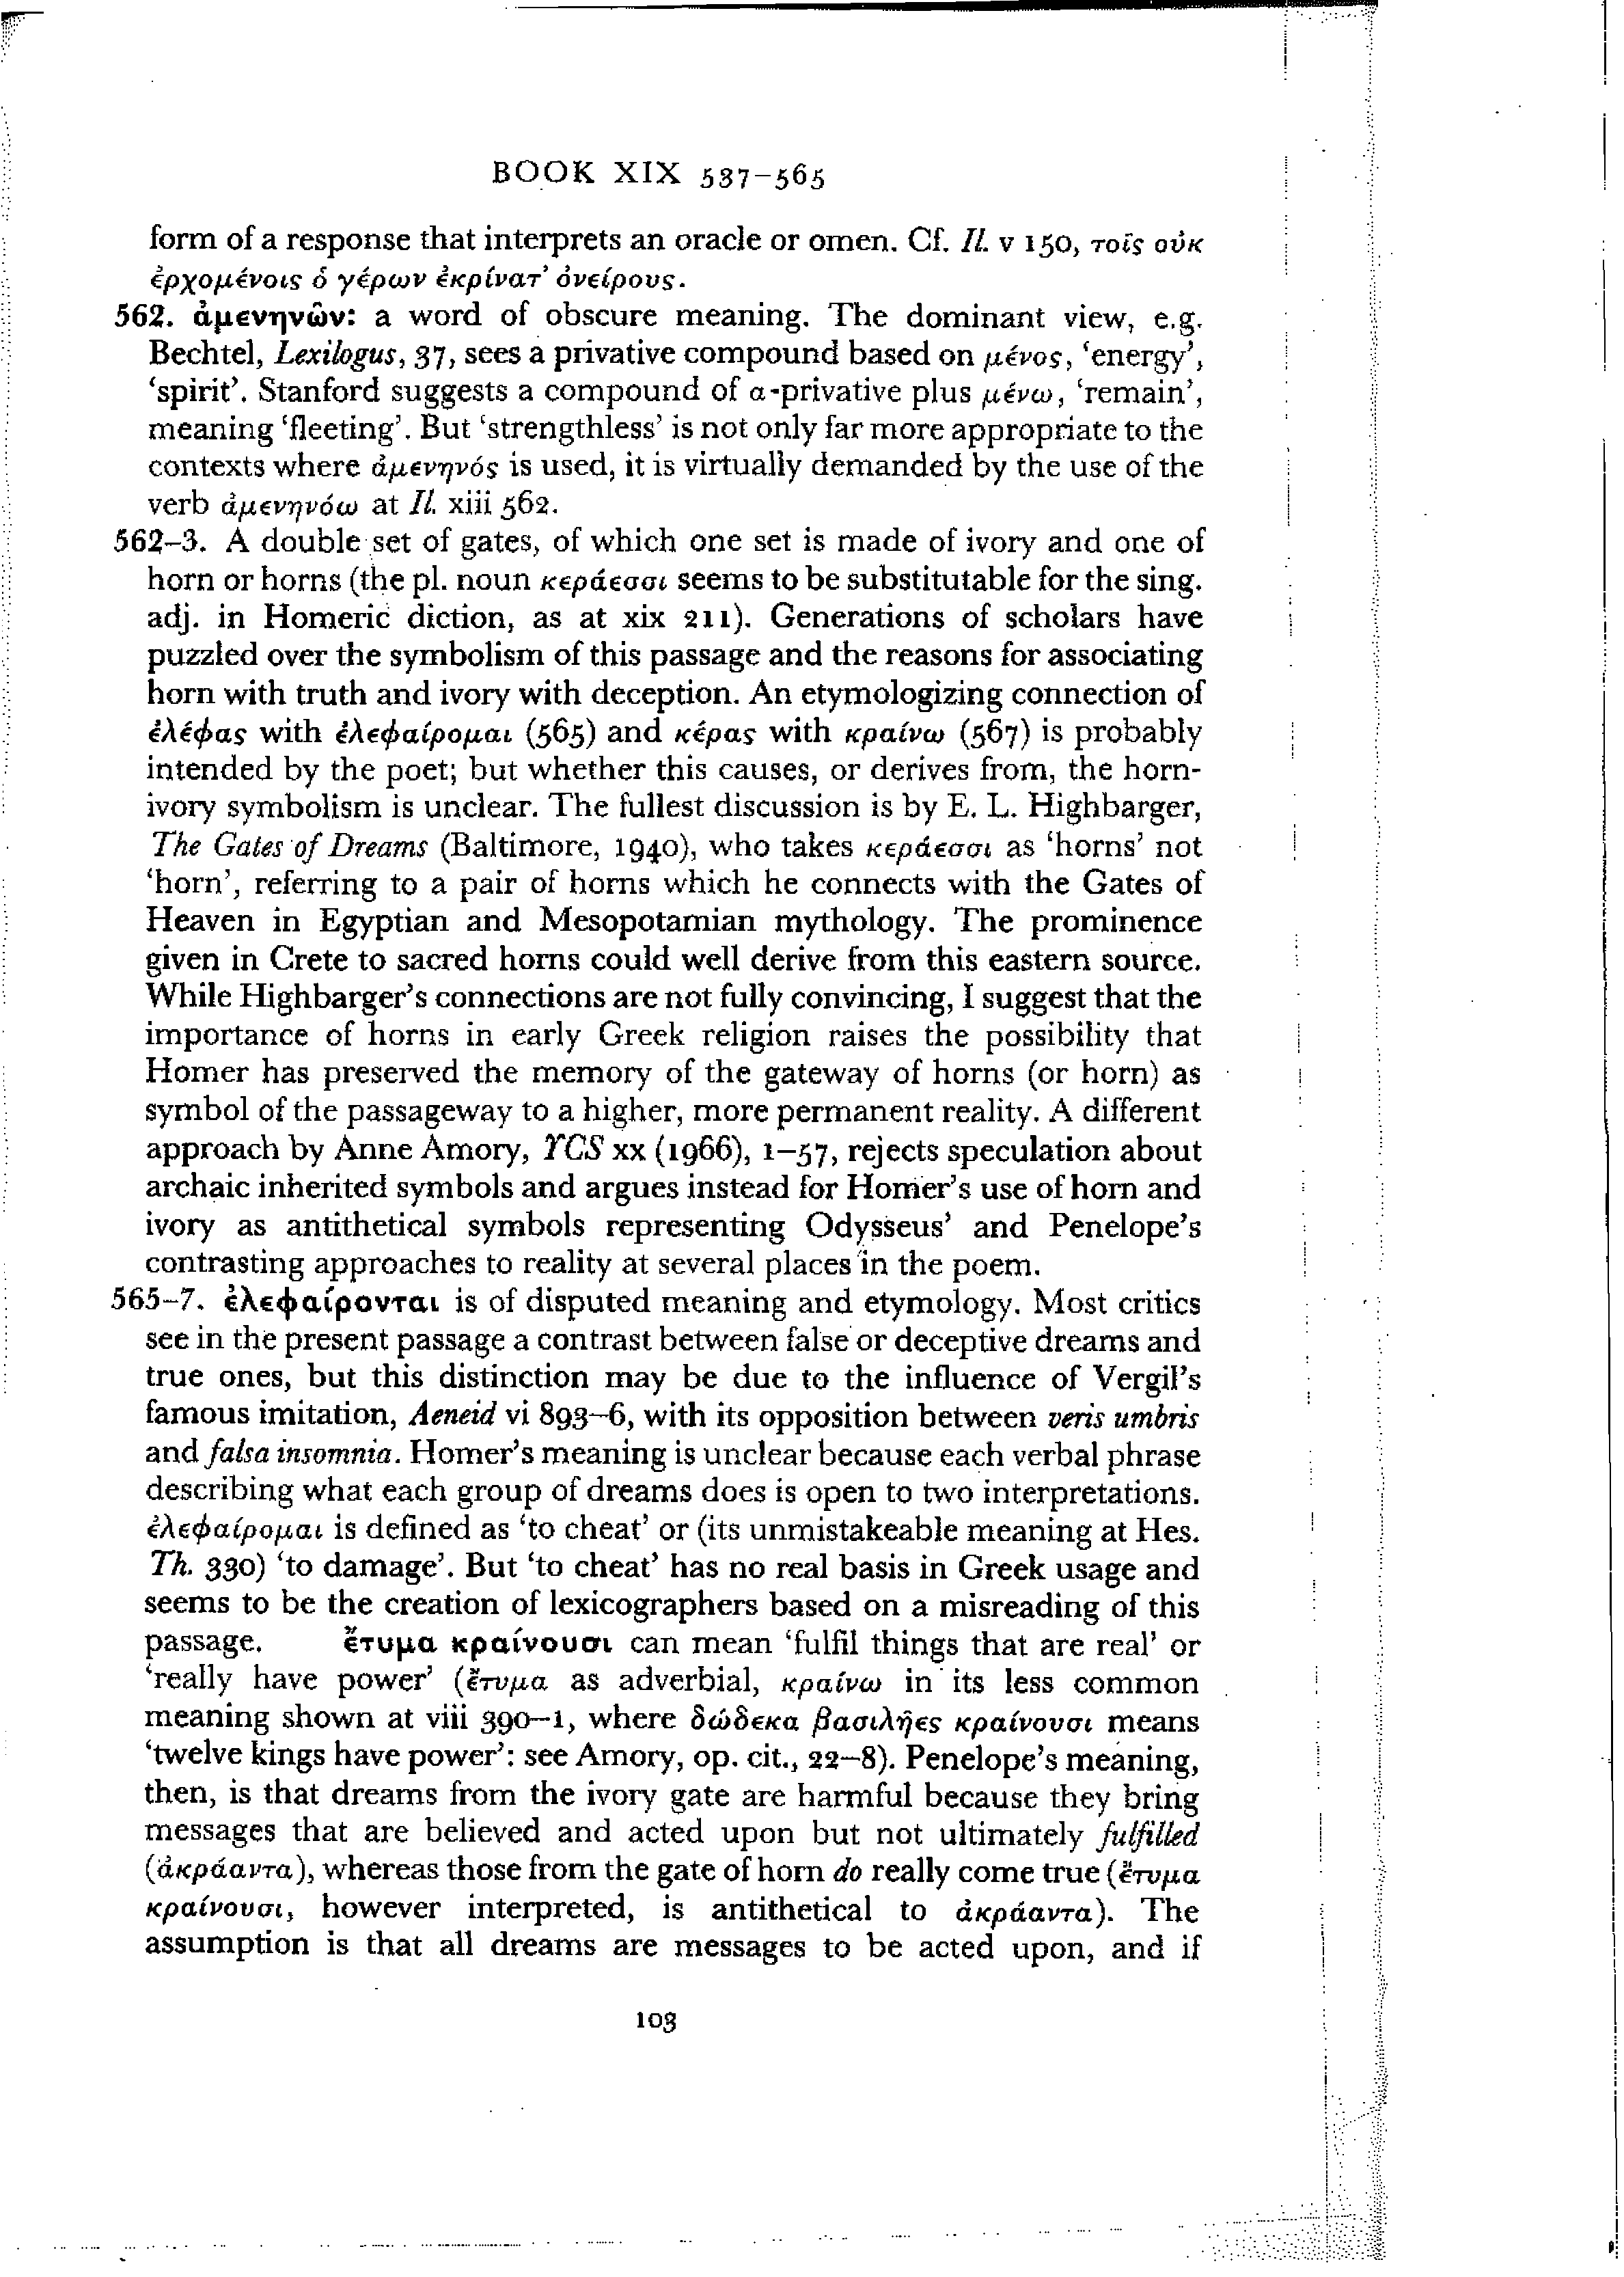 BOOK XIX 537–565
form of a response that interprets an oracle or omen. Cf. Il. v 150, τοῖς οὐκ
ἐρχομένοις ὁ γέρων ἐκρίνατ’ ὀνείρους.
562. ἀμενηνῶν: a word of obscure meaning. The dominant view, e.g.
Bechtel, Lexilogus, 37, sees a privative compound based on μένος, ‘energy’,
‘spirit’. Stanford suggests a compound of α-privative plus μένω, ‘remain’,
meaning ‘fleeting’. But ‘strengthless’ is not only far more appropriate to the
contexts where ἀμενηνός is used, it is virtually demanded by the use of the
verb ἀμενηνόω at Il. xiii 562.
562–3. A double set of gates, of which one set is made of ivory and one of
horn or horns (the pl. noun κεράεσσι seems to be substitutable for the sing.
adj. in Homeric diction, as at xix 211). Generations of scholars have
puzzled over the symbolism of this passage and the reasons for associating
horn with truth and ivory with deception. An etymologizing connection of
ἐλέφας with ἐλεφαίρομαι (565) and κέρας with κραίνω (567) is probably
intended by the poet; but whether this causes, or derives from, the horn-
ivory symbolism is unclear. The fullest discussion is by E. L. Highbarger,
The Gates of Dreams (Baltimore, 1940), who takes κεράεσσι as ‘horns’ not
‘horn’, referring to a pair of horns which he connects with the Gates of
Heaven in Egyptian and Mesopotamian mythology. The prominence
given in Crete to sacred horns could well derive from this eastern source.
While Highbarger’s connections are not fully convincing, I suggest that the
importance of horns in early Greek religion raises the possibility that
Homer has preserved the memory of the gateway of horns (or horn) as
symbol of the passageway to a higher, more permanent reality. A different
approach by Anne Amory, YCS xx (1966), 1–57, rejects speculation about
archaic inherited symbols and argues instead for Homer’s use of horn and
ivory as antithetical symbols representing Odysseus’ and Penelope’s
contrasting approaches to reality at several places in the poem.
565–7. ἐλεφαίρονται is of disputed meaning and etymology. Most critics
see in the present passage a contrast between false or deceptive dreams and
true ones, but this distinction may be due to the influence of Vergil’s
famous imitation, Aeneid vi 893–6, with its opposition between veris umbris
and falsa insomnia. Homer’s meaning is unclear because each verbal phrase
describing what each group of dreams does is open to two interpretations.
ἐλεφαίρομαι is defined as ‘to cheat’ or (its unmistakeable meaning at Hes.
Th. 330) ‘to damage’. But ‘to cheat’ has no real basis in Greek usage and
seems to be the creation of lexicographers based on a misreading of this
passage. ἔτυμα κραίνουσι can mean ‘fulfil things that are real’ or
‘really have power’ (ἔτυμα as adverbial, κραίνω in its less common
meaning shown at viii 390–1, where δώδεκα βασιλῆες κραίνουσι means
‘twelve kings have power’: see Amory, op. cit., 22–8). Penelope’s meaning,
then, is that dreams from the ivory gate are harmful because they bring
messages that are believed and acted upon but not ultimately fulfilled
(ἀκράαντα), whereas those from the gate of horn do really come true (ἔτυμα
κραίνουσι, however interpreted, is antithetical to ἀκράαντα). The
assumption is that all dreams are messages to be acted upon, and if
103